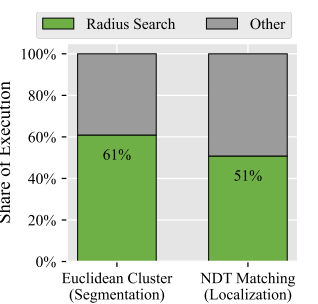 Radius Search
Other
Share of Execution
100%
80%
60%
40%
20%
0%
61%
51%
Euclidean Cluster
(Segmentation)
NDT Matching
(Localization)